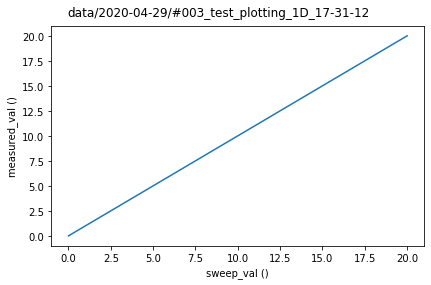 data/2020-04-29/#003_test_plotting_1D_17-31-12
20.0
17.5
15.0
12.5
10.0
7.5
5.0
2.5
0.0
measured_val ()
0.0 2.5 5.0 7.5 10.0 12.5 15.0 17.5 20.0
sweep_val ()